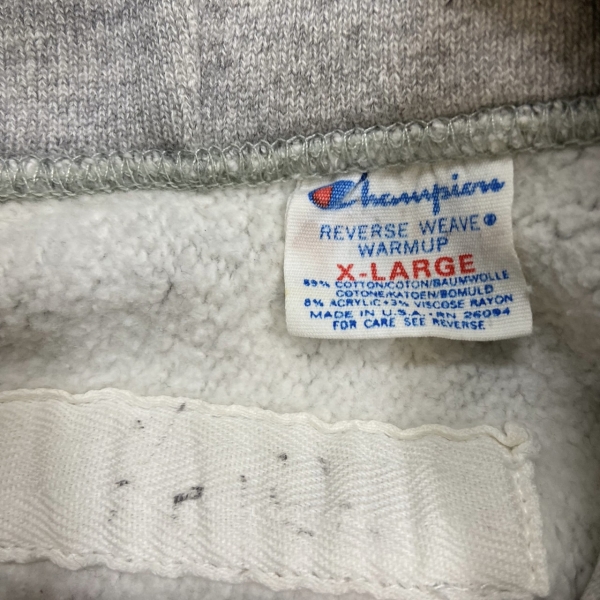 Champion
REVERSE WEAVE®
WARMUP
X-LARGE
89% COTTON/COTON/BAUMWOLLE
COTONE/KATOEN/BOMULD
8% ACRYLIC•3% VISCOSE RAYON
MADE IN U.S.A.•RN 26094
FOR CARE SEE REVERSE